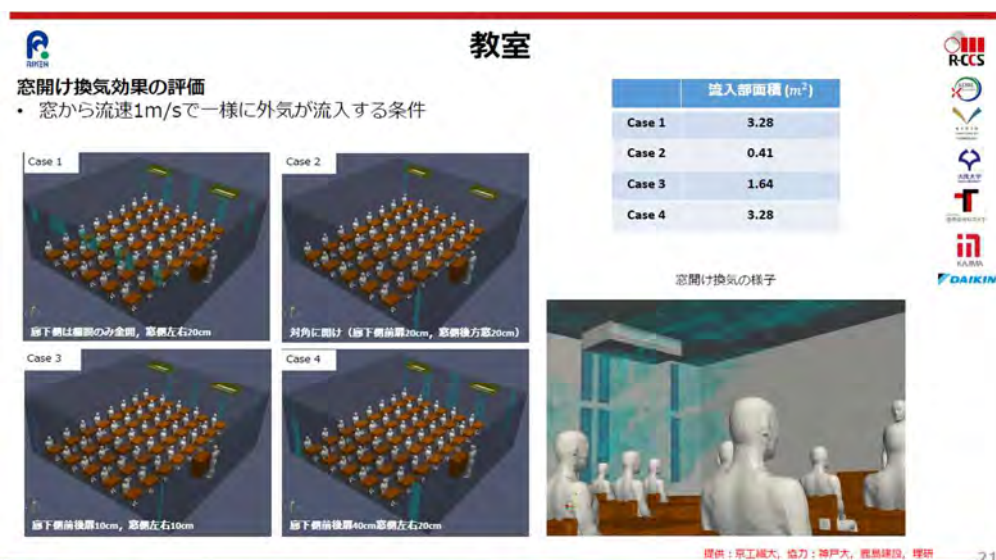 教室
RIKEN
R-CCS
窓開け換気効果の評価
• 窓から流速1m/sで一様に外気が流入する条件
流入部面積 (m²)
Case 1 3.28
Case 2 0.41
Case 3 1.64
Case 4 3.28
Case 1
廊下側は欄間のみ全開，窓側左右20cm
Case 2
対角に開け（廊下側前扉20cm，窓側後方窓20cm）
Case 3
廊下側前後扉10cm，窓側左右10cm
Case 4
廊下側前後扉40cm窓側左右20cm
窓開け換気の様子
大阪大学
KAJIMA
DAIKIN
提供：京工繊大，協力：神戸大，鹿島建設，理研
21